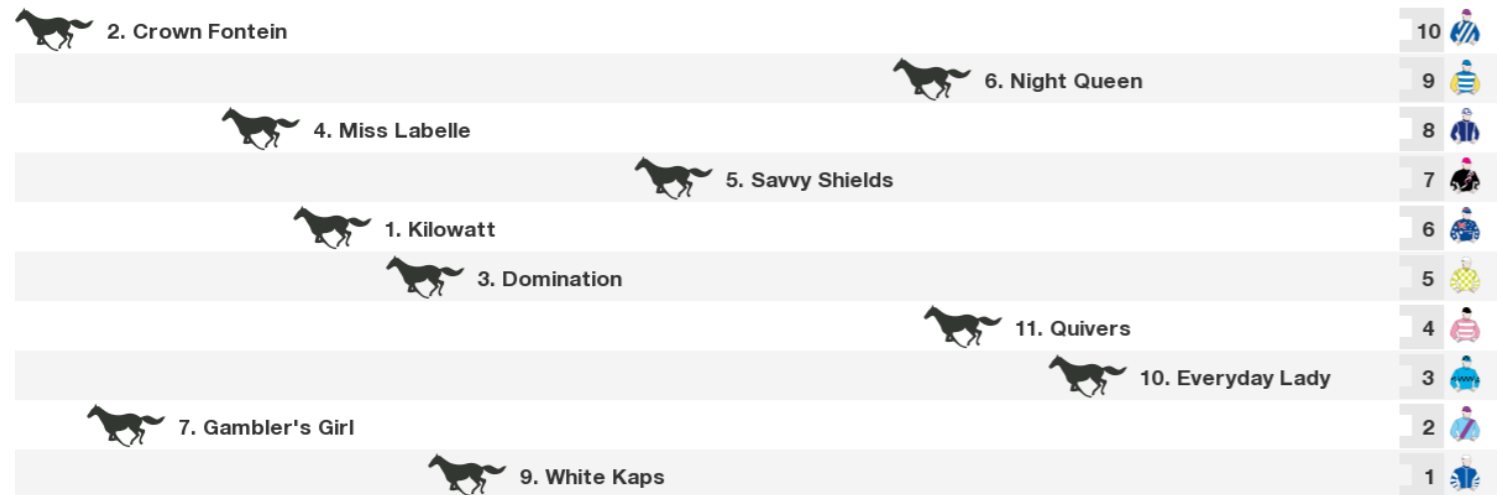 2. Crown Fontein 10
6. Night Queen 9
4. Miss Labelle 8
5. Savvy Shields 7
1. Kilowatt 6
3. Domination 5
11. Quivers 4
10. Everyday Lady 3
7. Gambler's Girl 2
9. White Kaps 1